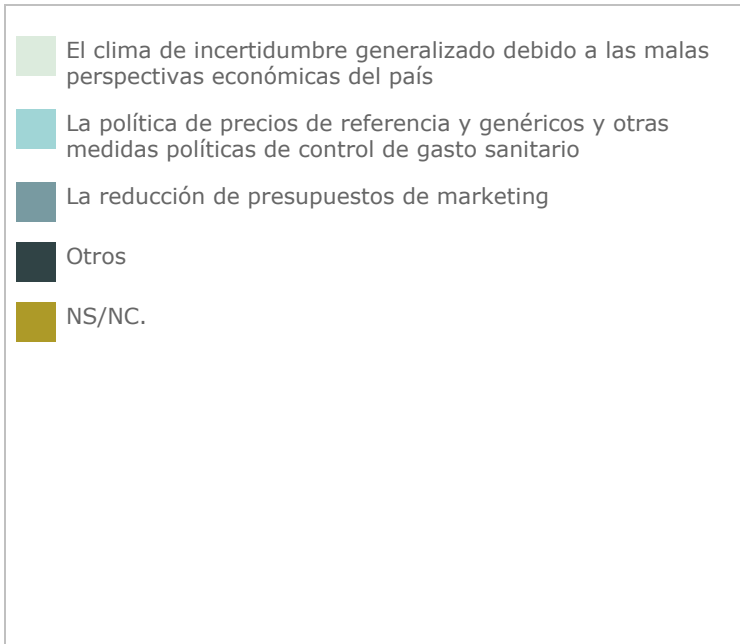 El clima de incertidumbre generalizado debido a las malas
perspectivas económicas del país
La política de precios de referencia y genéricos y otras
medidas políticas de control de gasto sanitario
La reducción de presupuestos de marketing
Otros
NS/NC.